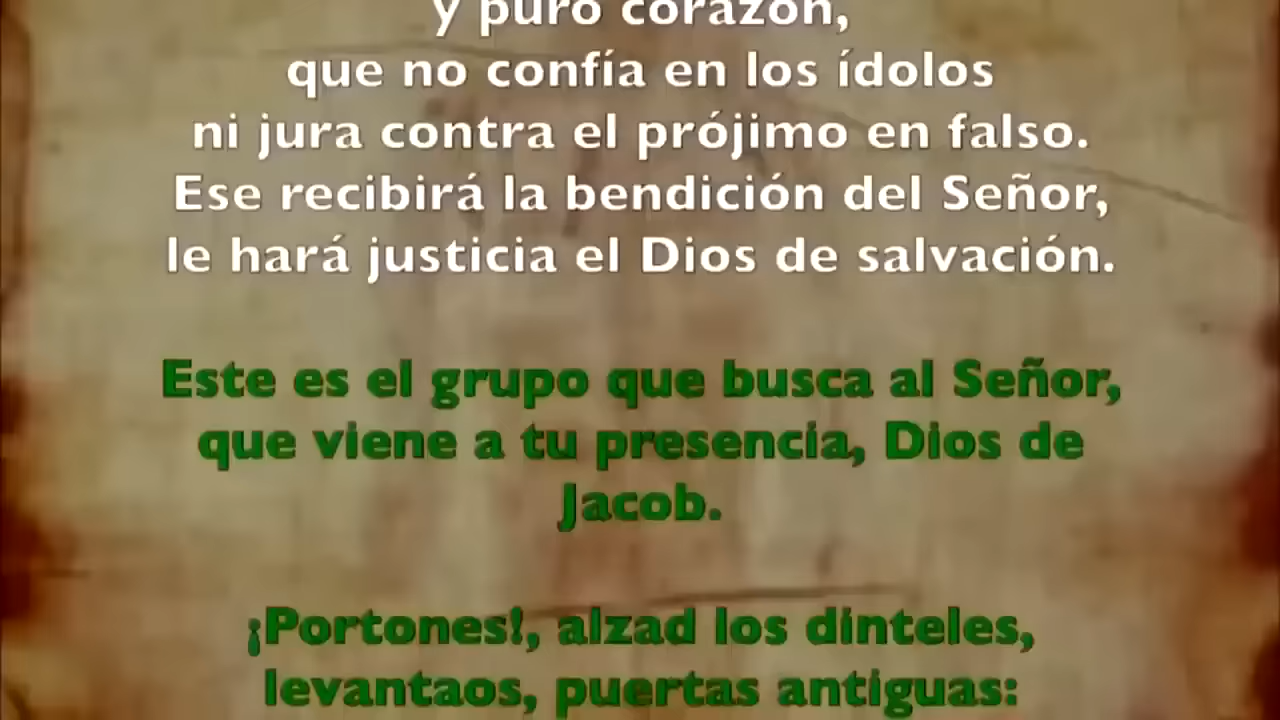 y puro corazón,
que no confía en los ídolos
ni jura contra el prójimo en falso.
Ese recibirá la bendición del Señor,
le hará justicia el Dios de salvación.
Este es el grupo que busca al Señor,
que viene a tu presencia, Dios de
Jacob.
¡Portones!, alzad los dinteles,
levantaos, puertas antiguas: